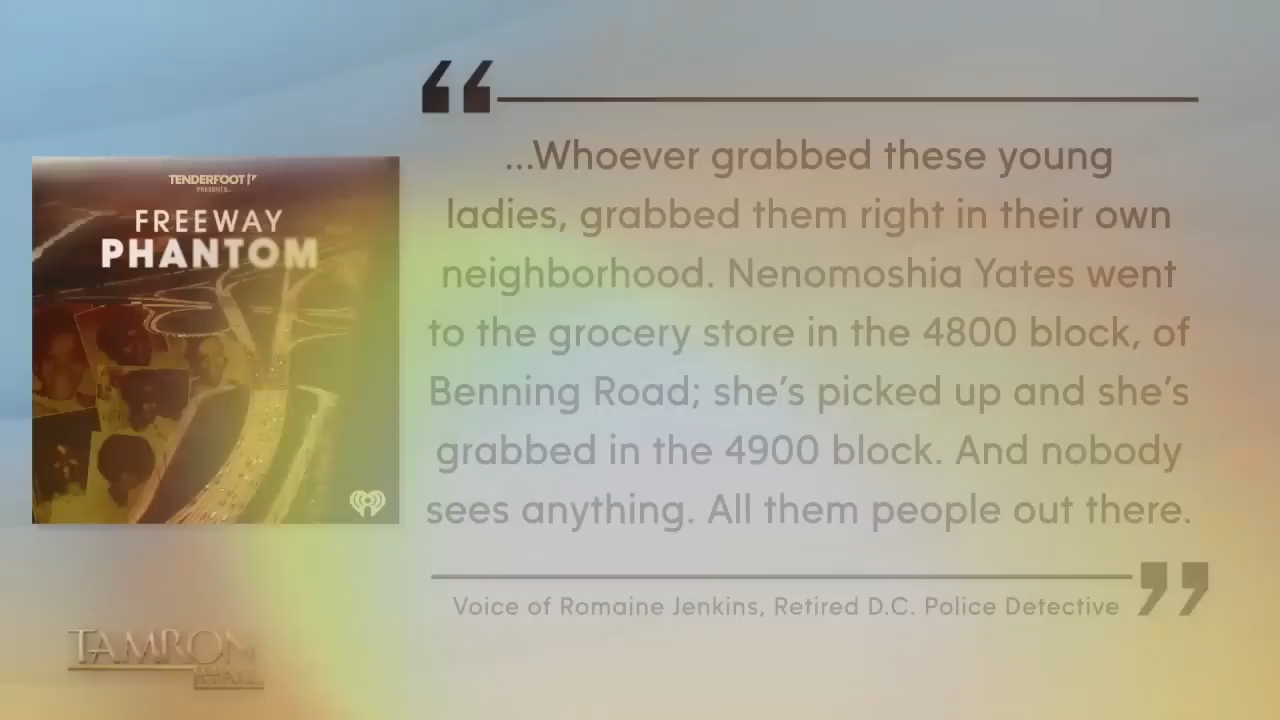 TENDERFOOT
PRESENTS...
FREEWAY
PHANTOM
“
...Whoever grabbed these young
ladies, grabbed them right in their own
neighborhood. Nenomoshia Yates went
to the grocery store in the 4800 block, of
Benning Road; she’s picked up and she’s
grabbed in the 4900 block. And nobody
sees anything. All them people out there.
”
Voice of Romaine Jenkins, Retired D.C. Police Detective
TAMRON
HALL